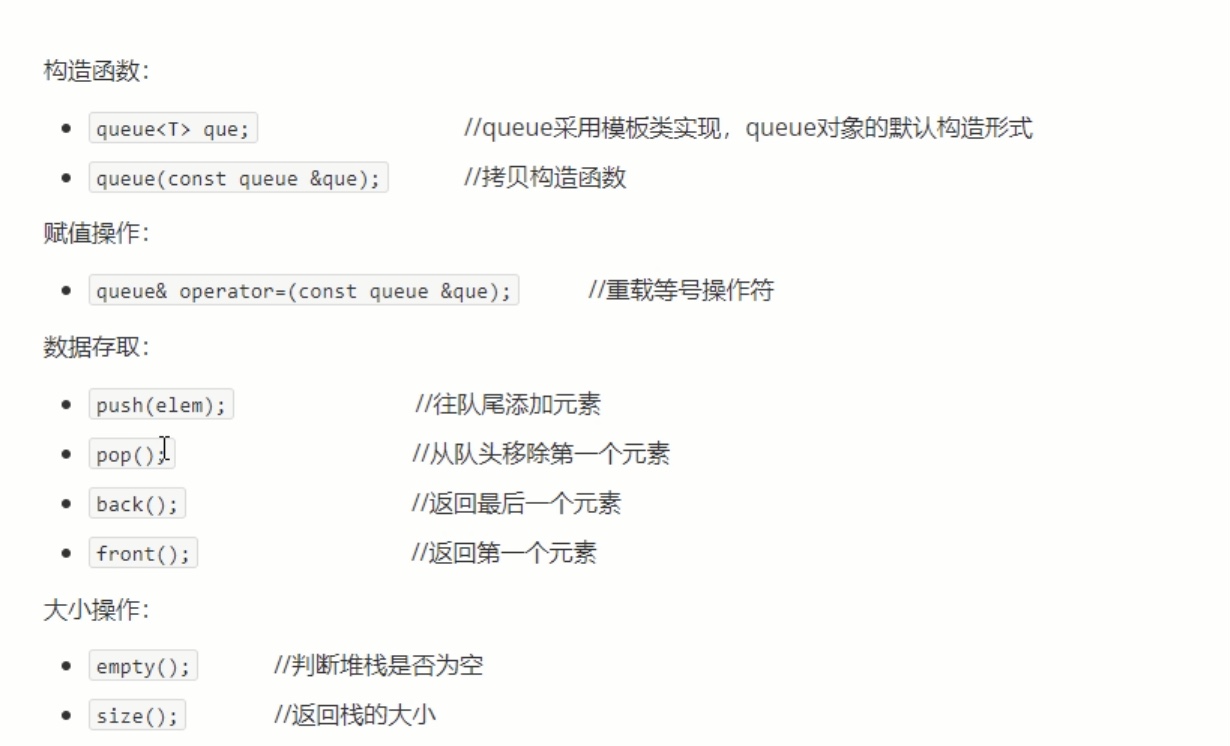 构造函数：
queue<T> que; //queue采用模板类实现，queue对象的默认构造形式
queue(const queue &que); //拷贝构造函数
赋值操作：
queue& operator=(const queue &que); //重载等号操作符
数据存取：
push(elem); //往队尾添加元素
pop(); //从队头移除第一个元素
back(); //返回最后一个元素
front(); //返回第一个元素
大小操作：
empty(); //判断堆栈是否为空
size(); //返回栈的大小